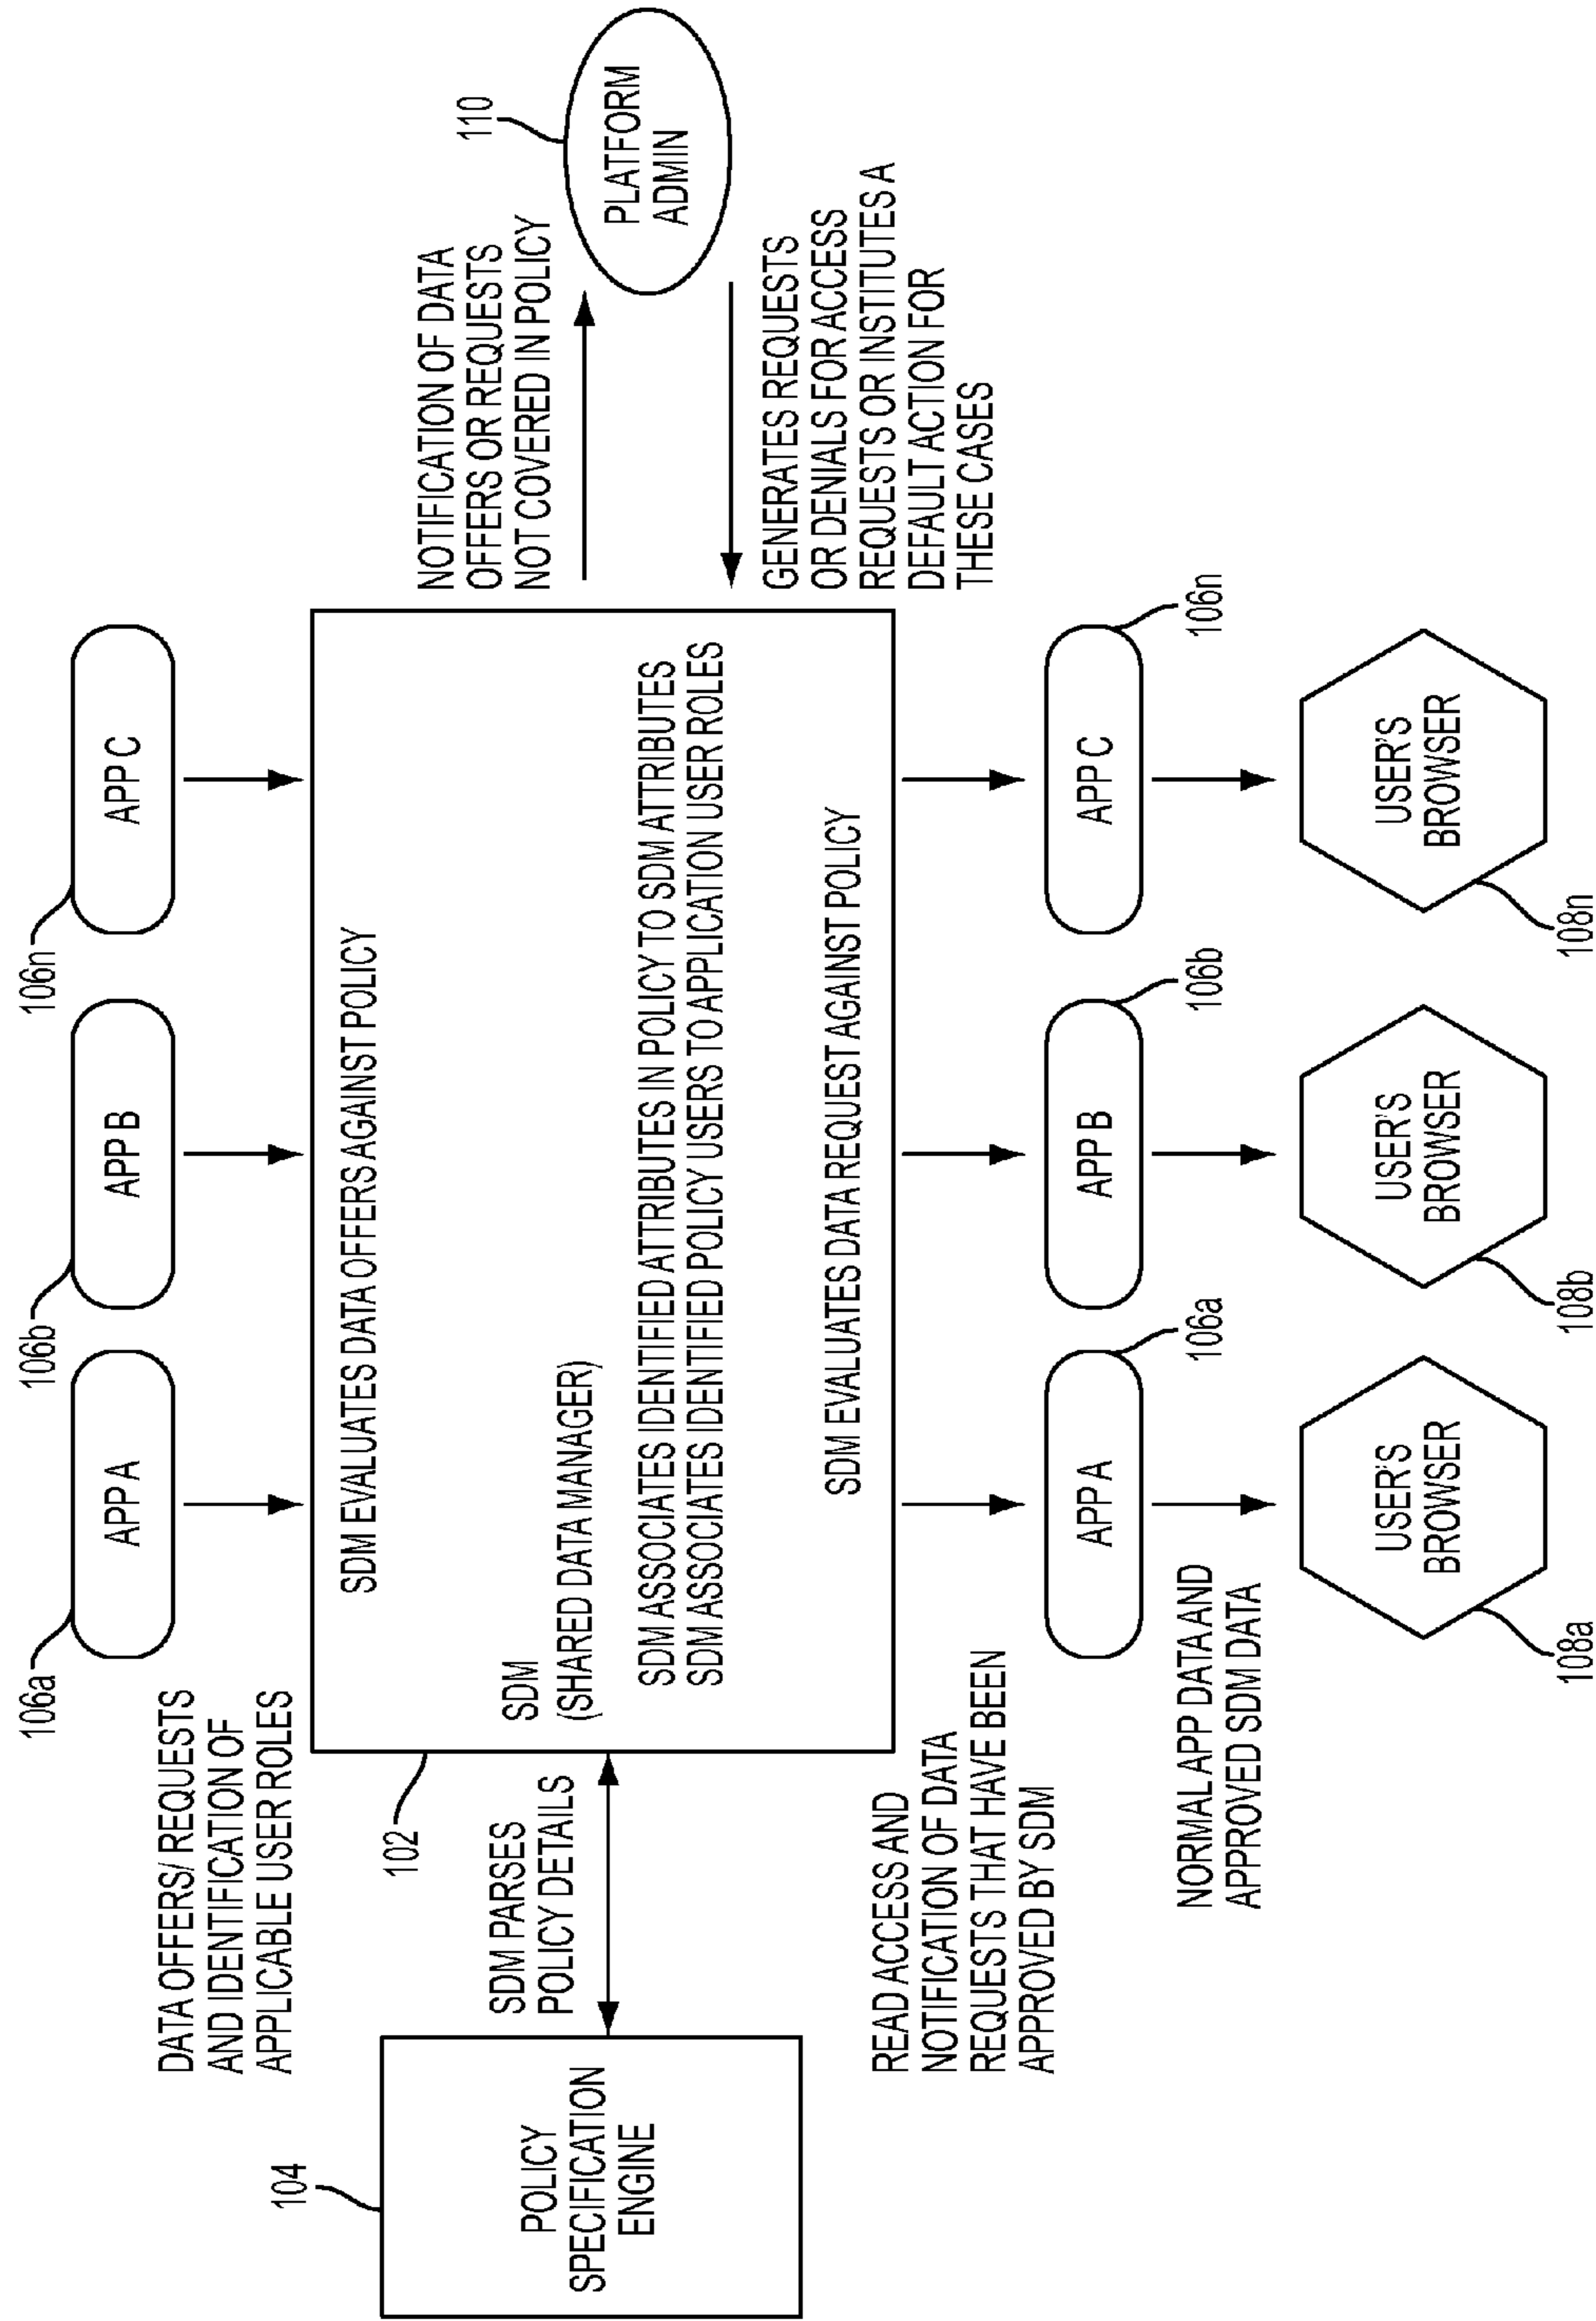 106a
106b
106n
APP A
APP B
APP C
DATA OFFERS/ REQUESTS
AND IDENTIFICATION OF
APPLICABLE USER ROLES
102
104
POLICY
SPECIFICATION
ENGINE
SDM PARSES
POLICY DETAILS
SDM EVALUATES DATA OFFERS AGAINST POLICY
SDM
(SHARED DATA MANAGER)
SDM ASSOCIATES IDENTIFIED ATTRIBUTES IN POLICY TO SDM ATTRIBUTES
SDM ASSOCIATES IDENTIFIED POLICY USERS TO APPLICATION USER ROLES
SDM EVALUATES DATA REQUEST AGAINST POLICY
NOTIFICATION OF DATA
OFFERS OR REQUESTS
NOT COVERED IN POLICY
110
PLATFORM
ADMIN
GENERATES REQUESTS
OR DENIALS FOR ACCESS
REQUESTS OR INSTITUTES A
DEFAULT ACTION FOR
THESE CASES
READ ACCESS AND
NOTIFICATION OF DATA
REQUESTS THAT HAVE BEEN
APPROVED BY SDM
APP A
APP B
APP C
106a
106b
106n
NORMAL APP DATA AND
APPROVED SDM DATA
USER'S
BROWSER
USER'S
BROWSER
USER'S
BROWSER
108a
108b
108n